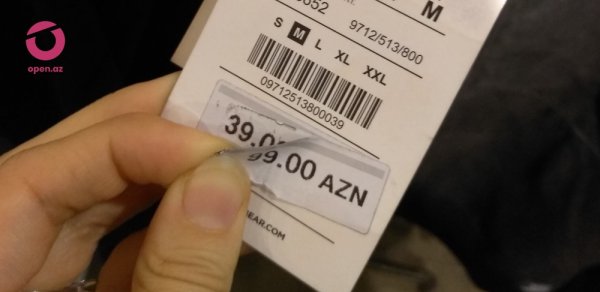 open.az
M
9712/513/800
S M L XL XXL
09712513800039
39.0
99.00 AZN
EAR.COM